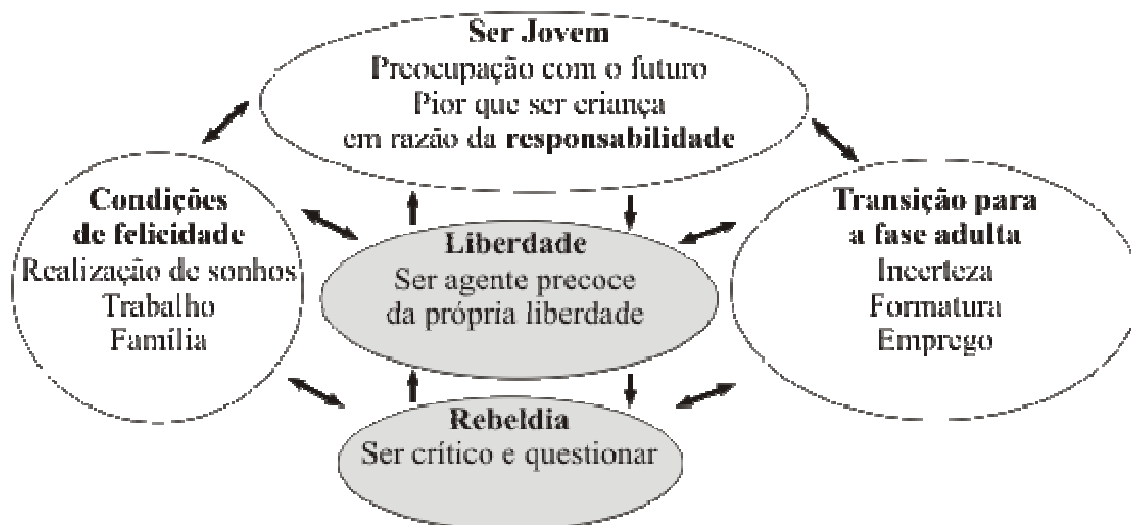 Ser Jovem
Preocupação com o futuro
Pior que ser criança
em razão da responsabilidade
Condições
de felicidade
Realização de sonhos
Trabalho
Família
Liberdade
Ser agente precoce
da própria liberdade
Transição para
a fase adulta
Incerteza
Formatura
Emprego
Rebeldia
Ser crítico e questionar